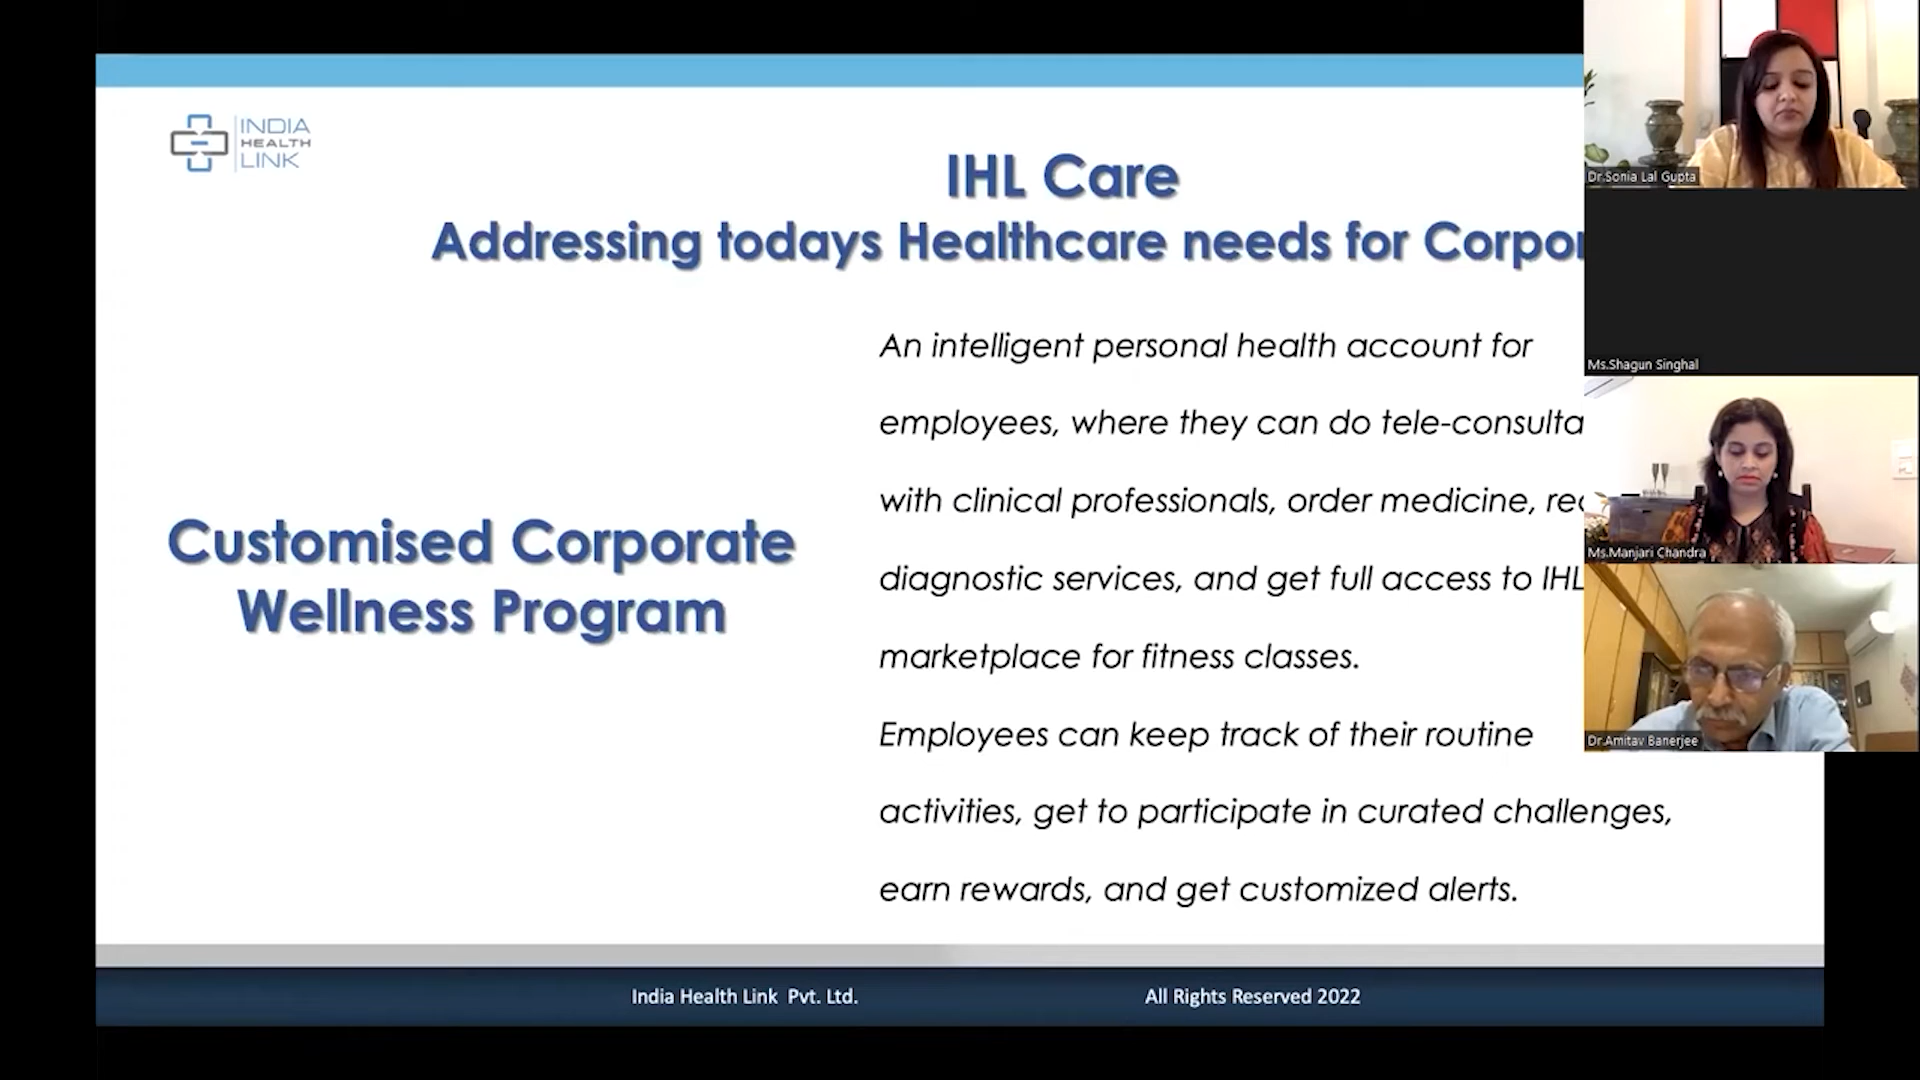 INDIA
HEALTH
LINK
IHL Care
Addressing todays Healthcare needs for Corpor
Customised Corporate
Wellness Program
An intelligent personal health account for
employees, where they can do tele-consulta
with clinical professionals, order medicine, rec
diagnostic services, and get full access to IHL
marketplace for fitness classes.
Employees can keep track of their routine
activities, get to participate in curated challenges,
earn rewards, and get customized alerts.
India Health Link Pvt. Ltd.
All Rights Reserved 2022
Dr.Sonia Lal Gupta
Ms.Shagun Singhal
Ms.Manjari Chandra
Dr.Amitav Banerjee